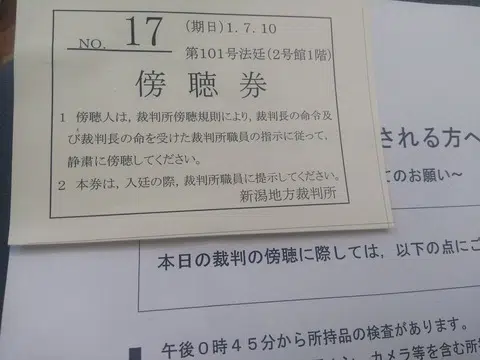 NO. 17
(期日)1.7.10
第101号法廷(2号館1階)
傍聴券
1 傍聴人は,裁判所傍聴規則により,裁判長の命令及
び裁判長の命を受けた裁判所職員の指示に従って,
静粛に傍聴してください。
2 本券は,入廷の際,裁判所職員に提示してください。
新潟地方裁判所
される方へ
てのお願い~
本日の裁判の傍聴に際しては,以下の点にご
午後0時45分から所持品の検査があります。
カメラ等を含む所